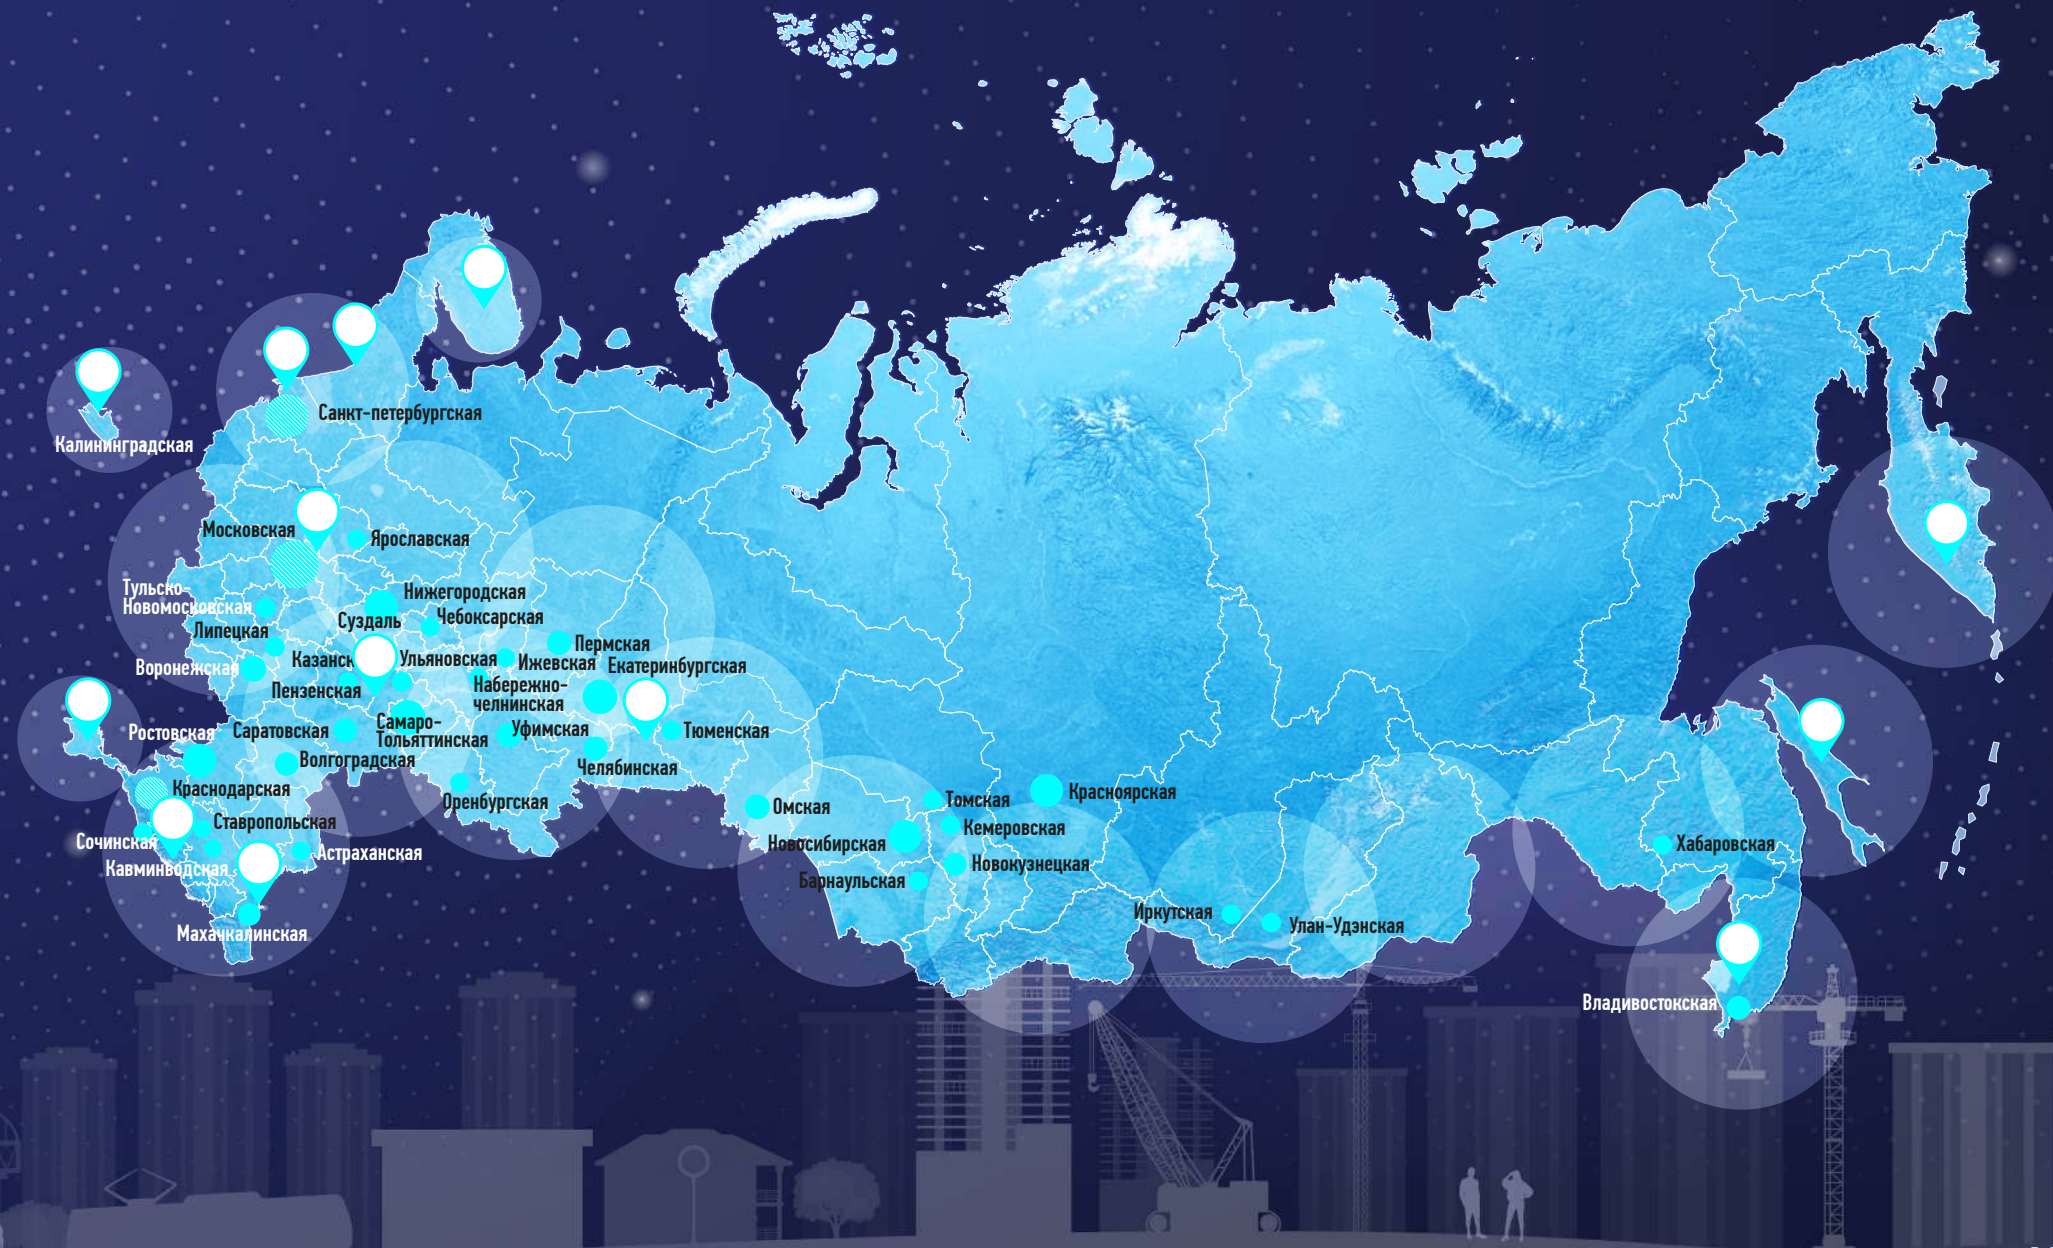 Санкт-петербургская
Калининградская
Московская
Ярославская
Тульско-
Новомосковская
Нижегородская
Чебоксарская
Суздаль
Липецкая
Пермская
Воронежская
Ульяновская
Ижевская
Екатеринбургская
Пензенская
Набережно-
челнинская
Самаро-
Тольяттинская
Уфимская
Тюменская
Ростовская
Саратовская
Волгоградская
Челябинская
Краснодарская
Оренбургская
Омская
Томская
Красноярская
Ставропольская
Кемеровская
Сочинская
Новосибирская
Хабаровская
Астраханская
Кавминводская
Новокузнецкая
Барнаульская
Иркутская
Улан-Удэнская
Махачкалинская
Владивостокская